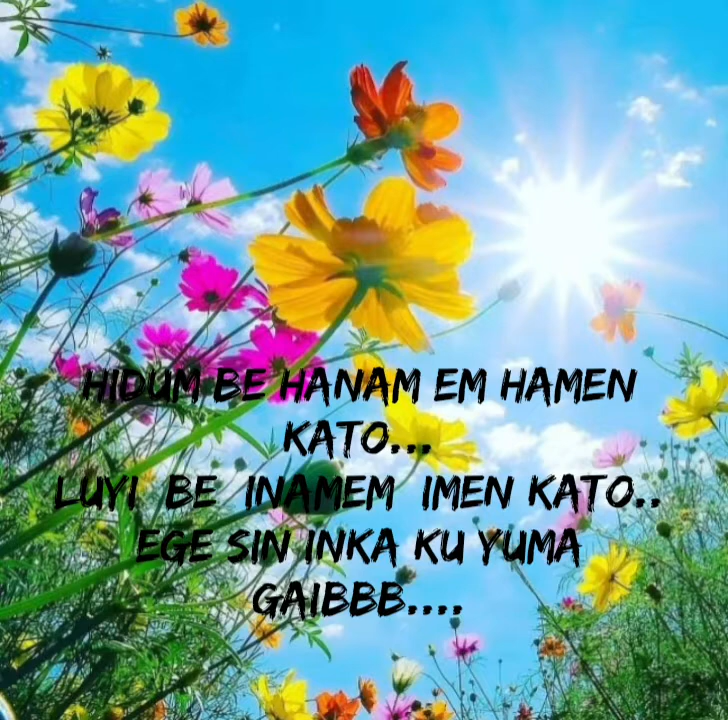 HIDUM BE HANAM EM HAMEN
KATO...
LUYI BE INAMEM IMEN KATO..
EGE SIN INKA KU YUMA
GAIBBB....